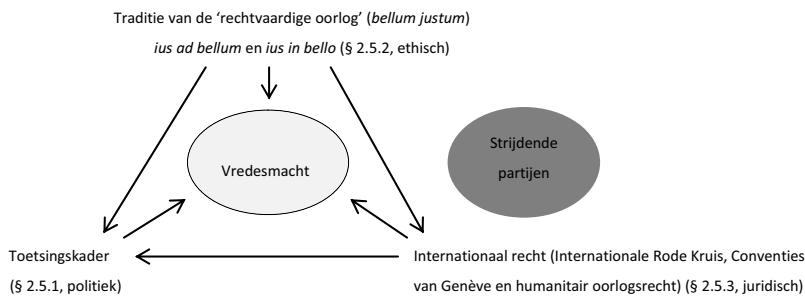 Traditie van de ‘rechtvaardige oorlog’ (bellum justum)
ius ad bellum en ius in bello (§ 2.5.2, ethisch)
Vredesmacht
Strijdende
partijen
Toetsingskader
(§ 2.5.1, politiek)
Internationaal recht (Internationale Rode Kruis, Conventies
van Genève en humanitair oorlogsrecht) (§ 2.5.3, juridisch)